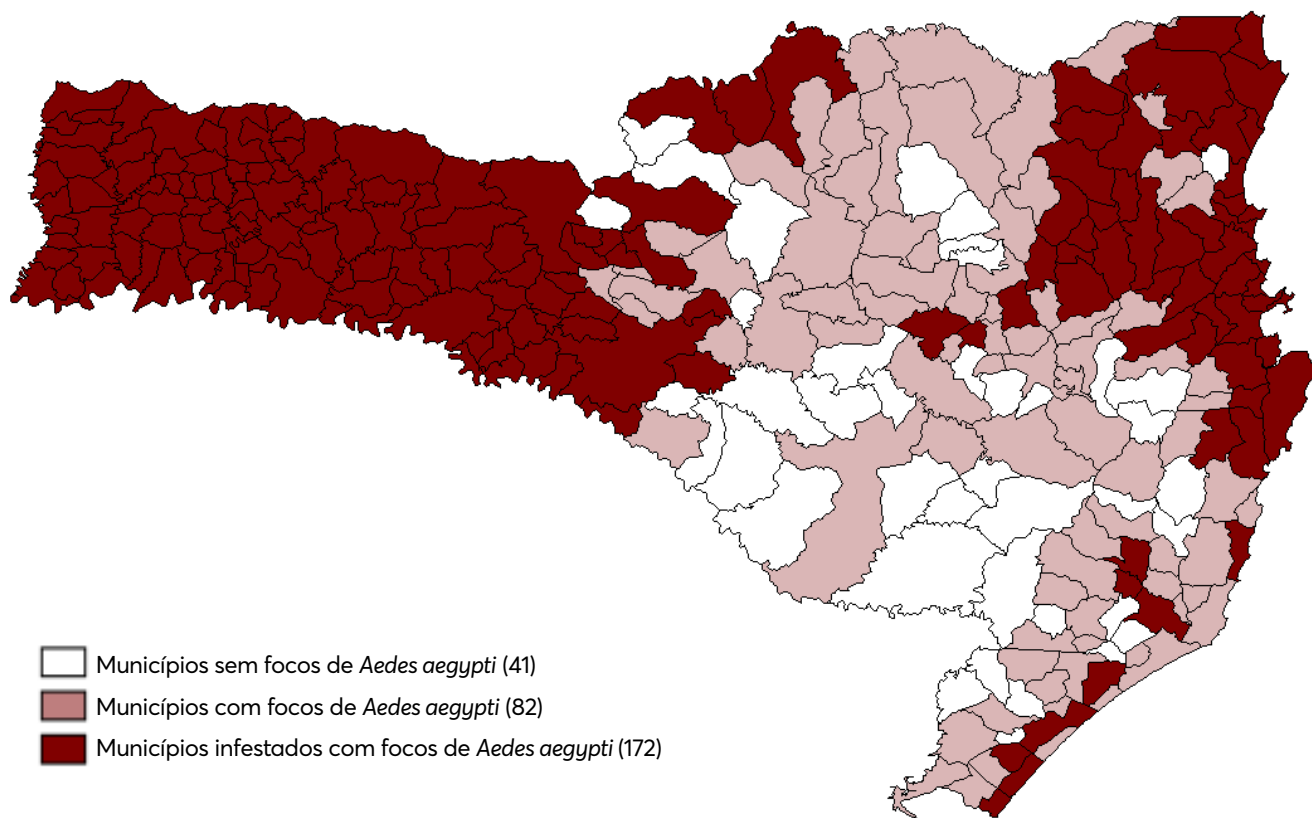 Municípios sem focos de Aedes aegypti (41)
Municípios com focos de Aedes aegypti (82)
Municípios infestados com focos de Aedes aegypti (172)